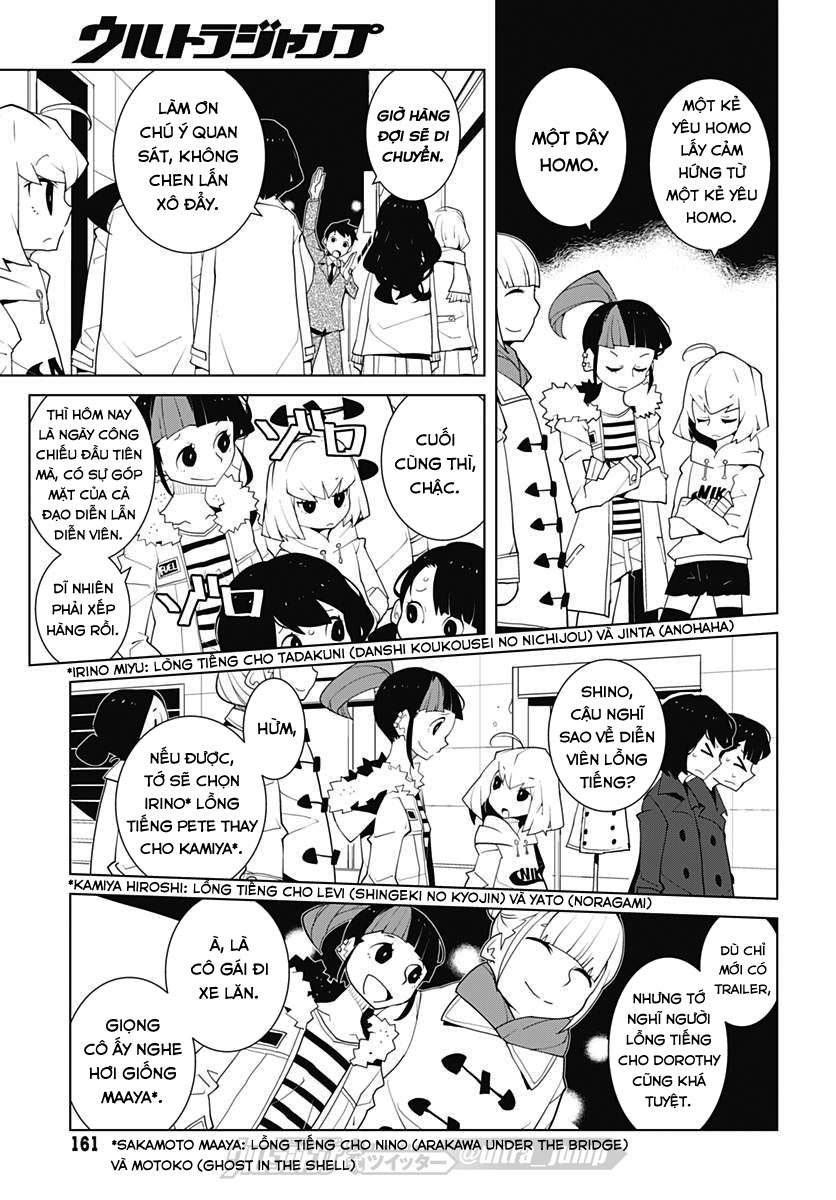 ウルトラジャンプ
MỘT KẺ
YÊU HOMO
LẤY CẢM
HỨNG TỪ
MỘT KẺ YÊU
HOMO.
MỘT DÂY
HOMO.
GIỜ HÀNG
ĐỢI SẼ DI
CHUYỂN.
LÀM ƠN
CHÚ Ý QUAN
SÁT, KHÔNG
CHEN LẤN
XÔ ĐẨY.
NIK
CUỐI
CÙNG THÌ,
CHẬC.
ゾロ
ゾロ
THÌ HÔM NAY
LÀ NGÀY CÔNG
CHIẾU ĐẦU TIÊN
MÀ, CÓ SỰ GÓP
MẶT CỦA CẢ
ĐẠO DIỄN LẪN
DIỄN VIÊN.
DĨ NHIÊN
PHẢI XẾP
HÀNG RỒI.
FUEL
*IRINO MIYU: LỒNG TIẾNG CHO TADAKUNI (DANSHI KOUKOUSEI NO NICHIJOU) VÀ JINTA (ANOHAHA)
SHINO,
CẬU NGHĨ
SAO VỀ DIỄN
VIÊN LỒNG
TIẾNG?
HỪM,
NẾU ĐƯỢC,
TỚ SẼ CHỌN
IRINO* LỒNG
TIẾNG PETE THAY
CHO KAMIYA*.
NIK
*KAMIYA HIROSHI: LỒNG TIẾNG CHO LEVI (SHINGEKI NO KYOJIN) VÀ YATO (NORAGAMI)
DÙ CHỈ
MỚI CÓ
TRAILER,
NHƯNG TỚ
NGHĨ NGƯỜI
LỒNG TIẾNG
CHO DOROTHY
CŨNG KHÁ
TUYỆT.
À, LÀ
CÔ GÁI ĐI
XE LĂN.
GIỌNG
CÔ ẤY NGHE
HƠI GIỐNG
MAAYA*.
161
*SAKAMOTO MAAYA: LỒNG TIẾNG CHO NINO (ARAKAWA UNDER THE BRIDGE)
VÀ MOTOKO (GHOST IN THE SHELL)
ツイッター @ultra_jump